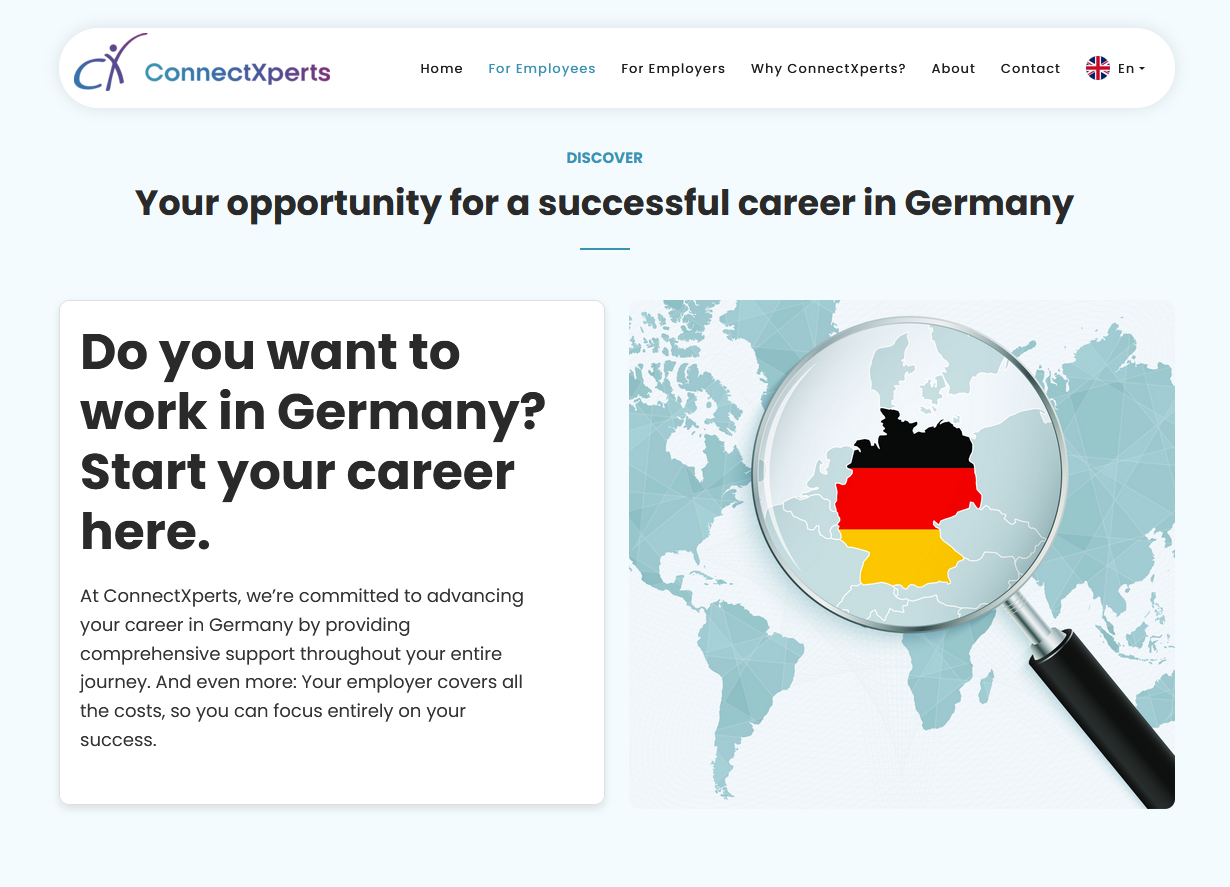 ConnectXperts
Home For Employees For Employers Why ConnectXperts? About Contact En
DISCOVER
Your opportunity for a successful career in Germany
Do you want to
work in Germany?
Start your career
here.
At ConnectXperts, we’re committed to advancing
your career in Germany by providing
comprehensive support throughout your entire
journey. And even more: Your employer covers all
the costs, so you can focus entirely on your
success.